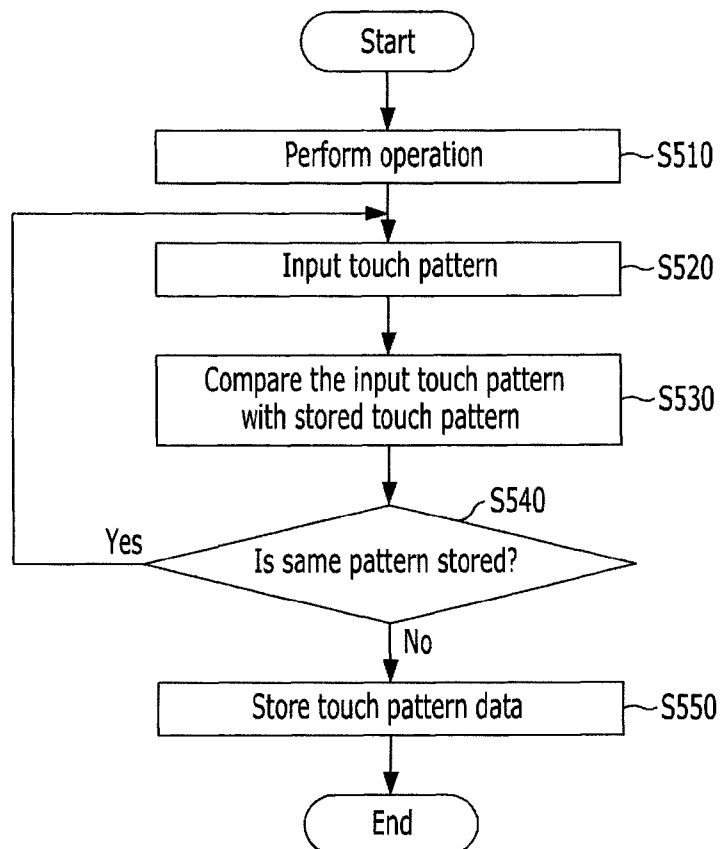 Start
Perform operation
S510
Input touch pattern
S520
Compare the input touch pattern
with stored touch pattern
S530
S540
Yes
Is same pattern stored?
No
Store touch pattern data
S550
End